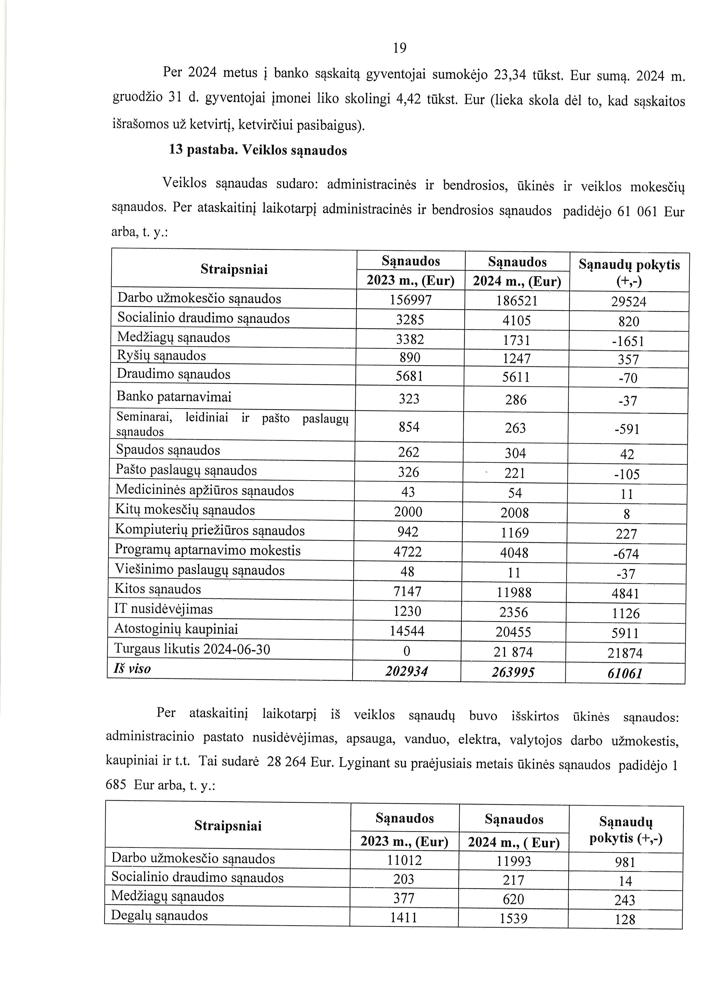 19
Per 2024 metus į banko sąskaitą gyventojai sumokėjo 23,34 tūkst. Eur sumą. 2024 m.
gruodžio 31 d. gyventojai įmonei liko skolingi 4,42 tūkst. Eur (lieka skola dėl to, kad sąskaitos
išrašomos už ketvirtį, ketvirčiui pasibaigus).
13 pastaba. Veiklos sąnaudos
Veiklos sąnaudas sudaro: administracinės ir bendrosios, ūkinės ir veiklos mokesčių
sąnaudos. Per ataskaitinį laikotarpį administracinės ir bendrosios sąnaudos padidėjo 61 061 Eur
arba, t. y.:
Straipsniai Sąnaudos Sąnaudos Sąnaudų pokytis
2023 m., (Eur) 2024 m., (Eur) (+,-)
Darbo užmokesčio sąnaudos 156997 186521 29524
Socialinio draudimo sąnaudos 3285 4105 820
Medžiagų sąnaudos 3382 1731 -1651
Ryšių sąnaudos 890 1247 357
Draudimo sąnaudos 5681 5611 -70
Banko patarnavimai 323 286 -37
Seminarai, leidiniai ir pašto paslaugų
sąnaudos 854 263 -591
Spaudos sąnaudos 262 304 42
Pašto paslaugų sąnaudos 326 221 -105
Medicininės apžiūros sąnaudos 43 54 11
Kitų mokesčių sąnaudos 2000 2008 8
Kompiuterių priežiūros sąnaudos 942 1169 227
Programų aptarnavimo mokestis 4722 4048 -674
Viešinimo paslaugų sąnaudos 48 11 -37
Kitos sąnaudos 7147 11988 4841
IT nusidėvėjimas 1230 2356 1126
Atostoginių kaupiniai 14544 20455 5911
Turgaus likutis 2024-06-30 0 21 874 21874
Iš viso 202934 263995 61061
Per ataskaitinį laikotarpį iš veiklos sąnaudų buvo išskirtos ūkinės sąnaudos:
administracinio pastato nusidėvėjimas, apsauga, vanduo, elektra, valytojos darbo užmokestis,
kaupiniai ir t.t. Tai sudarė 28 264 Eur. Lyginant su praėjusiais metais ūkinės sąnaudos padidėjo 1
685 Eur arba, t. y.:
Straipsniai Sąnaudos Sąnaudos Sąnaudų
2023 m., (Eur) 2024 m., ( Eur) pokytis (+,-)
Darbo užmokesčio sąnaudos 11012 11993 981
Socialinio draudimo sąnaudos 203 217 14
Medžiagų sąnaudos 377 620 243
Degalų sąnaudos 1411 1539 128